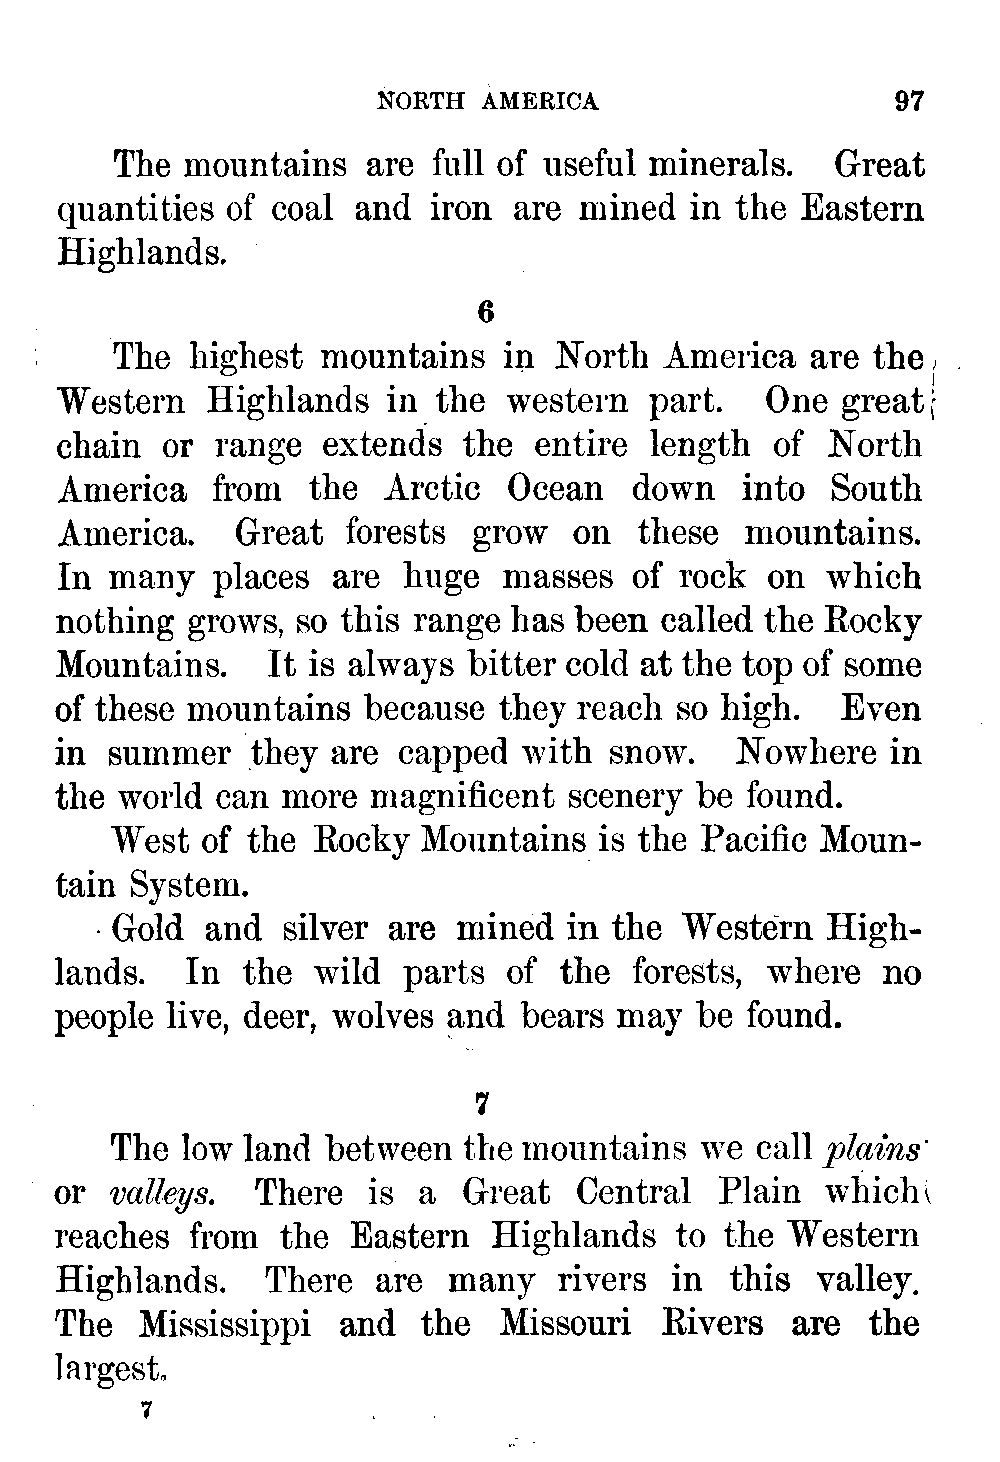 NORTH AMERICA 97
The mountains are full of useful minerals. Great
quantities of coal and iron are mined in the Eastern
Highlands.
6
The highest mountains in North America are the
Western Highlands in the western part. One great
chain or range extends the entire length of North
America from the Arctic Ocean down into South
America. Great forests grow on these mountains.
In many places are huge masses of rock on which
nothing grows, so this range has been called the Rocky
Mountains. It is always bitter cold at the top of some
of these mountains because they reach so high. Even
in summer they are capped with snow. Nowhere in
the world can more magnificent scenery be found.
West of the Rocky Mountains is the Pacific Moun-
tain System.
Gold and silver are mined in the Western High-
lands. In the wild parts of the forests, where no
people live, deer, wolves and bears may be found.
7
The low land between the mountains we call plains
or valleys. There is a Great Central Plain which
reaches from the Eastern Highlands to the Western
Highlands. There are many rivers in this valley.
The Mississippi and the Missouri Rivers are the
largest.
7